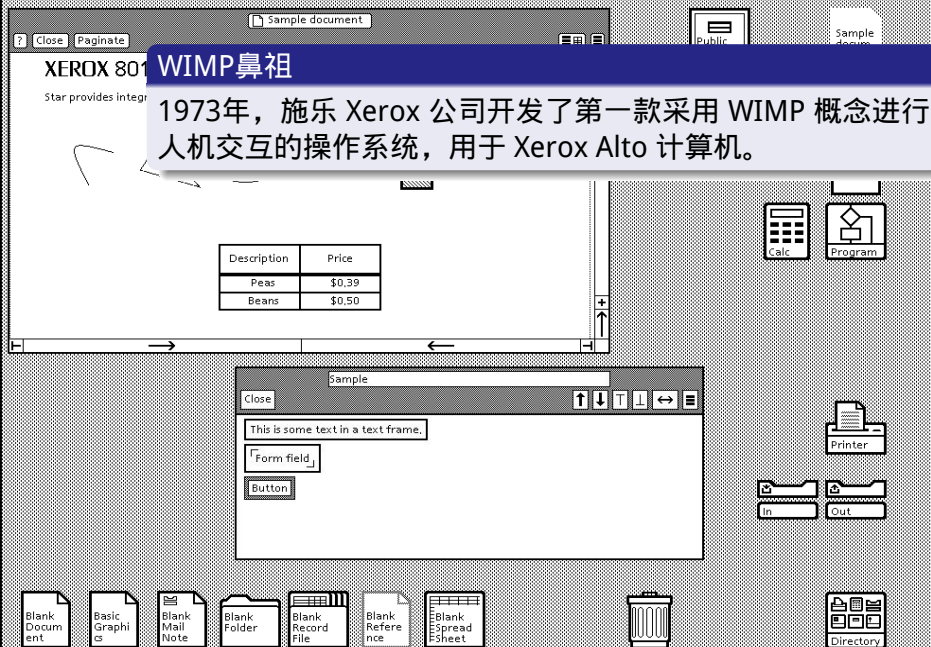 Sample document
? Close Paginate
XEROX 801
Star provides integr
WIMP鼻祖
1973年，施乐 Xerox 公司开发了第一款采用 WIMP 概念进行
人机交互的操作系统，用于 Xerox Alto 计算机。
Public
Sample
Calc
Program
Description Price
Peas $0.39
Beans $0.50
Sample
Close
This is some text in a text frame.
Form field
Button
Printer
In
Out
Blank
Docum
ent
Basic
Graphi
cs
Blank
Mail
Note
Blank
Folder
Blank
Record
File
Blank
Refere
nce
Blank
Spread
Sheet
Directory